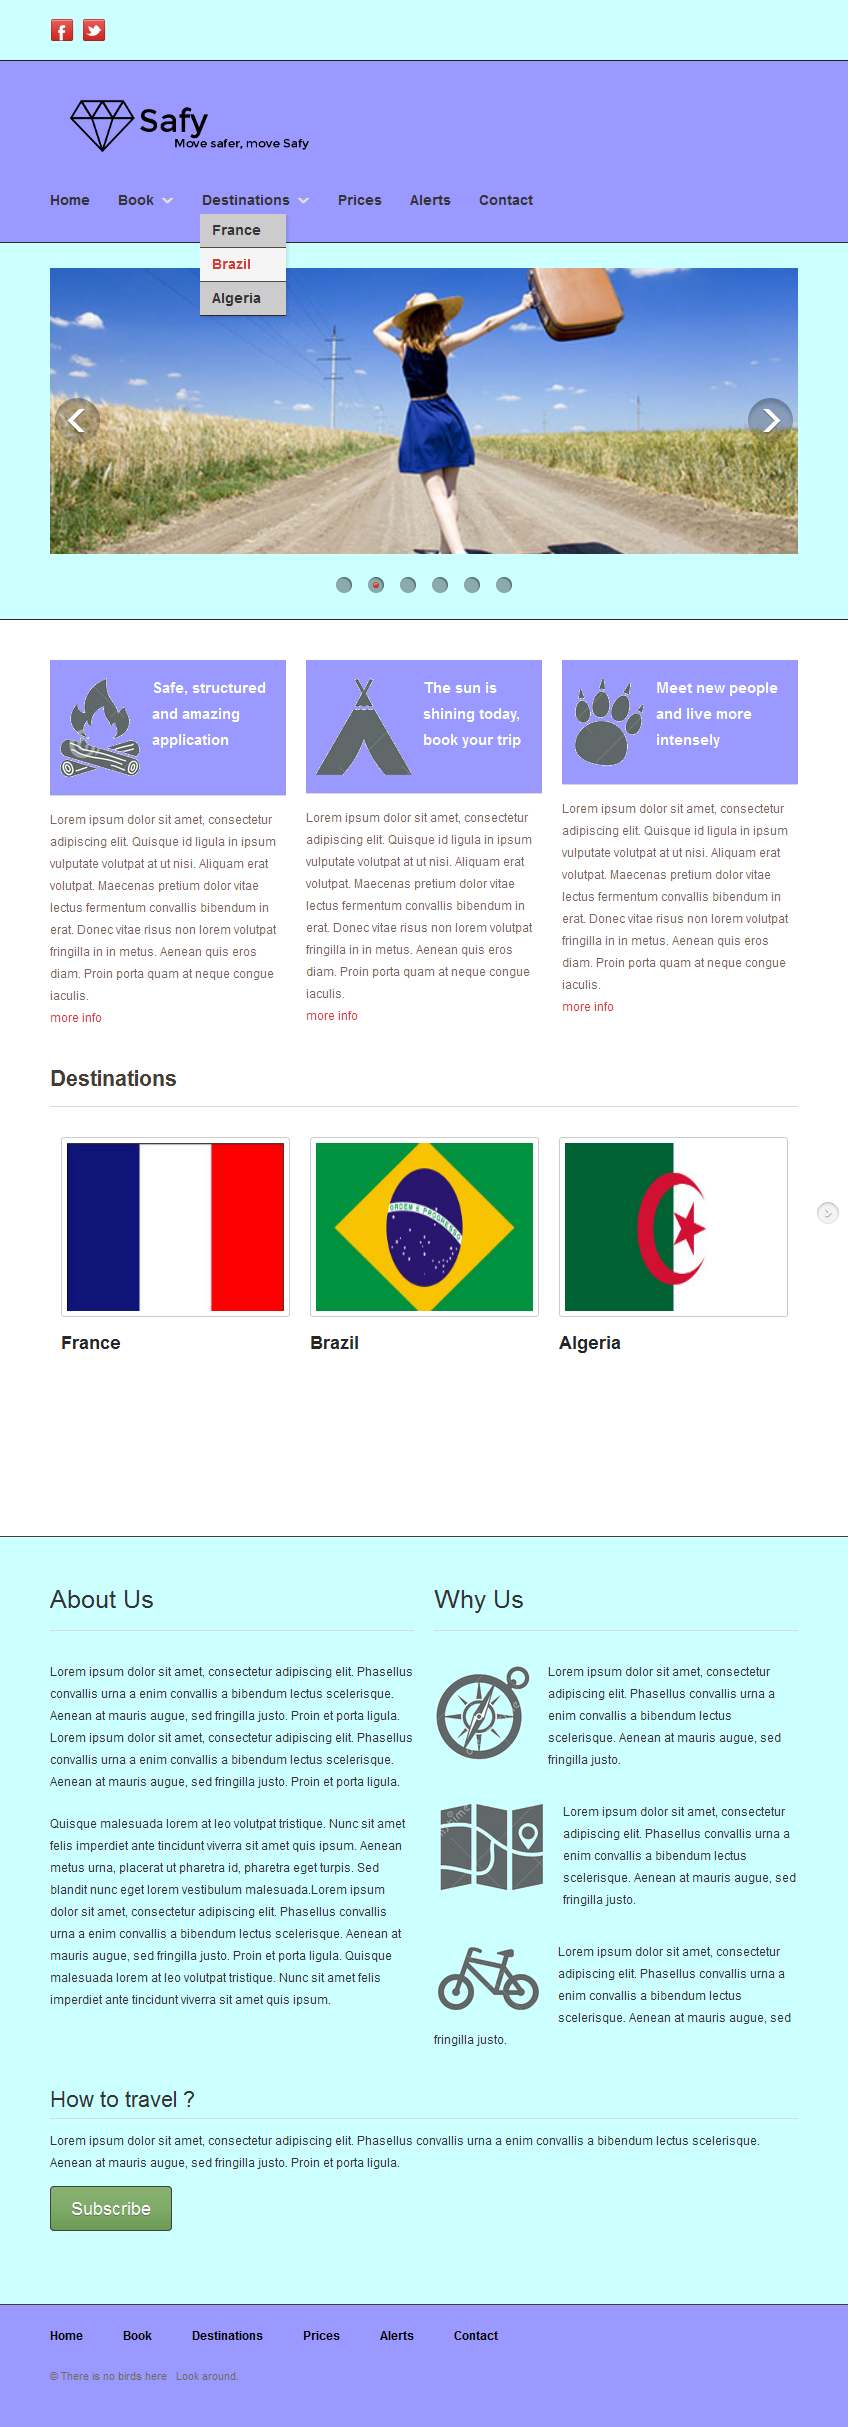 Safy
Move safer, move Safy
Home Book Destinations Prices Alerts Contact
France
Brazil
Algeria
Safe, structured
and amazing
application
Lorem ipsum dolor sit amet, consectetur
adipiscing elit. Quisque id ligula in ipsum
vulputate volutpat at ut nisi. Aliquam erat
volutpat. Maecenas pretium dolor vitae
lectus fermentum convallis bibendum in
erat. Donec vitae risus non lorem volutpat
fringilla in in metus. Aenean quis eros
diam. Proin porta quam at neque congue
iaculis.
more info
The sun is
shining today,
book your trip
Lorem ipsum dolor sit amet, consectetur
adipiscing elit. Quisque id ligula in ipsum
vulputate volutpat at ut nisi. Aliquam erat
volutpat. Maecenas pretium dolor vitae
lectus fermentum convallis bibendum in
erat. Donec vitae risus non lorem volutpat
fringilla in in metus. Aenean quis eros
diam. Proin porta quam at neque congue
iaculis.
more info
Meet new people
and live more
intensely
Lorem ipsum dolor sit amet, consectetur
adipiscing elit. Quisque id ligula in ipsum
vulputate volutpat at ut nisi. Aliquam erat
volutpat. Maecenas pretium dolor vitae
lectus fermentum convallis bibendum in
erat. Donec vitae risus non lorem volutpat
fringilla in in metus. Aenean quis eros
diam. Proin porta quam at neque congue
iaculis.
more info
Destinations
ORDEM E PROGRESSO
France
Brazil
Algeria
About Us
Lorem ipsum dolor sit amet, consectetur adipiscing elit. Phasellus
convallis urna a enim convallis a bibendum lectus scelerisque.
Aenean at mauris augue, sed fringilla justo. Proin et porta ligula.
Lorem ipsum dolor sit amet, consectetur adipiscing elit. Phasellus
convallis urna a enim convallis a bibendum lectus scelerisque.
Aenean at mauris augue, sed fringilla justo. Proin et porta ligula.
Quisque malesuada lorem at leo volutpat tristique. Nunc sit amet
felis imperdiet ante tincidunt viverra sit amet quis ipsum. Aenean
metus urna, placerat ut pharetra id, pharetra eget turpis. Sed
blandit nunc eget lorem vestibulum malesuada.Lorem ipsum
dolor sit amet, consectetur adipiscing elit. Phasellus convallis
urna a enim convallis a bibendum lectus scelerisque. Aenean at
mauris augue, sed fringilla justo. Proin et porta ligula. Quisque
malesuada lorem at leo volutpat tristique. Nunc sit amet felis
imperdiet ante tincidunt viverra sit amet quis ipsum.
Why Us
Lorem ipsum dolor sit amet, consectetur
adipiscing elit. Phasellus convallis urna a
enim convallis a bibendum lectus
scelerisque. Aenean at mauris augue, sed
fringilla justo.
Lorem ipsum dolor sit amet, consectetur
adipiscing elit. Phasellus convallis urna a
enim convallis a bibendum lectus
scelerisque. Aenean at mauris augue, sed
fringilla justo.
Lorem ipsum dolor sit amet, consectetur
adipiscing elit. Phasellus convallis urna a
enim convallis a bibendum lectus
scelerisque. Aenean at mauris augue, sed
fringilla justo.
How to travel ?
Lorem ipsum dolor sit amet, consectetur adipiscing elit. Phasellus convallis urna a enim convallis a bibendum lectus scelerisque.
Aenean at mauris augue, sed fringilla justo. Proin et porta ligula.
Subscribe
Home Book Destinations Prices Alerts Contact
© There is no birds here Look around.